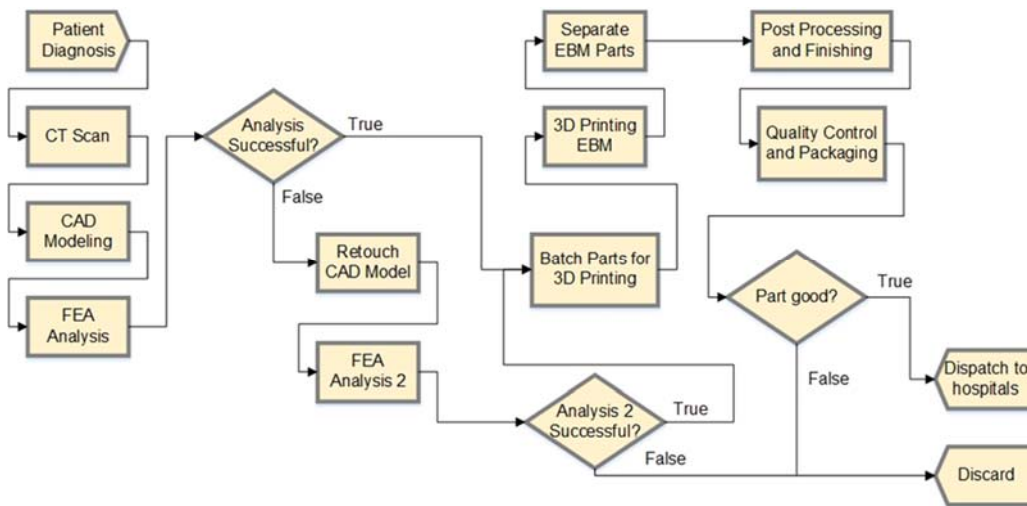 Patient
Diagnosis
CT Scan
CAD
Modeling
FEA
Analysis
Analysis
Successful?
True
False
Retouch
CAD Model
FEA
Analysis 2
Analysis 2
Successful?
True
False
Batch Parts for
3D Printing
3D Printing
EBM
Separate
EBM Parts
Post Processing
and Finishing
Quality Control
and Packaging
Part good?
True
False
Dispatch to
hospitals
Discard